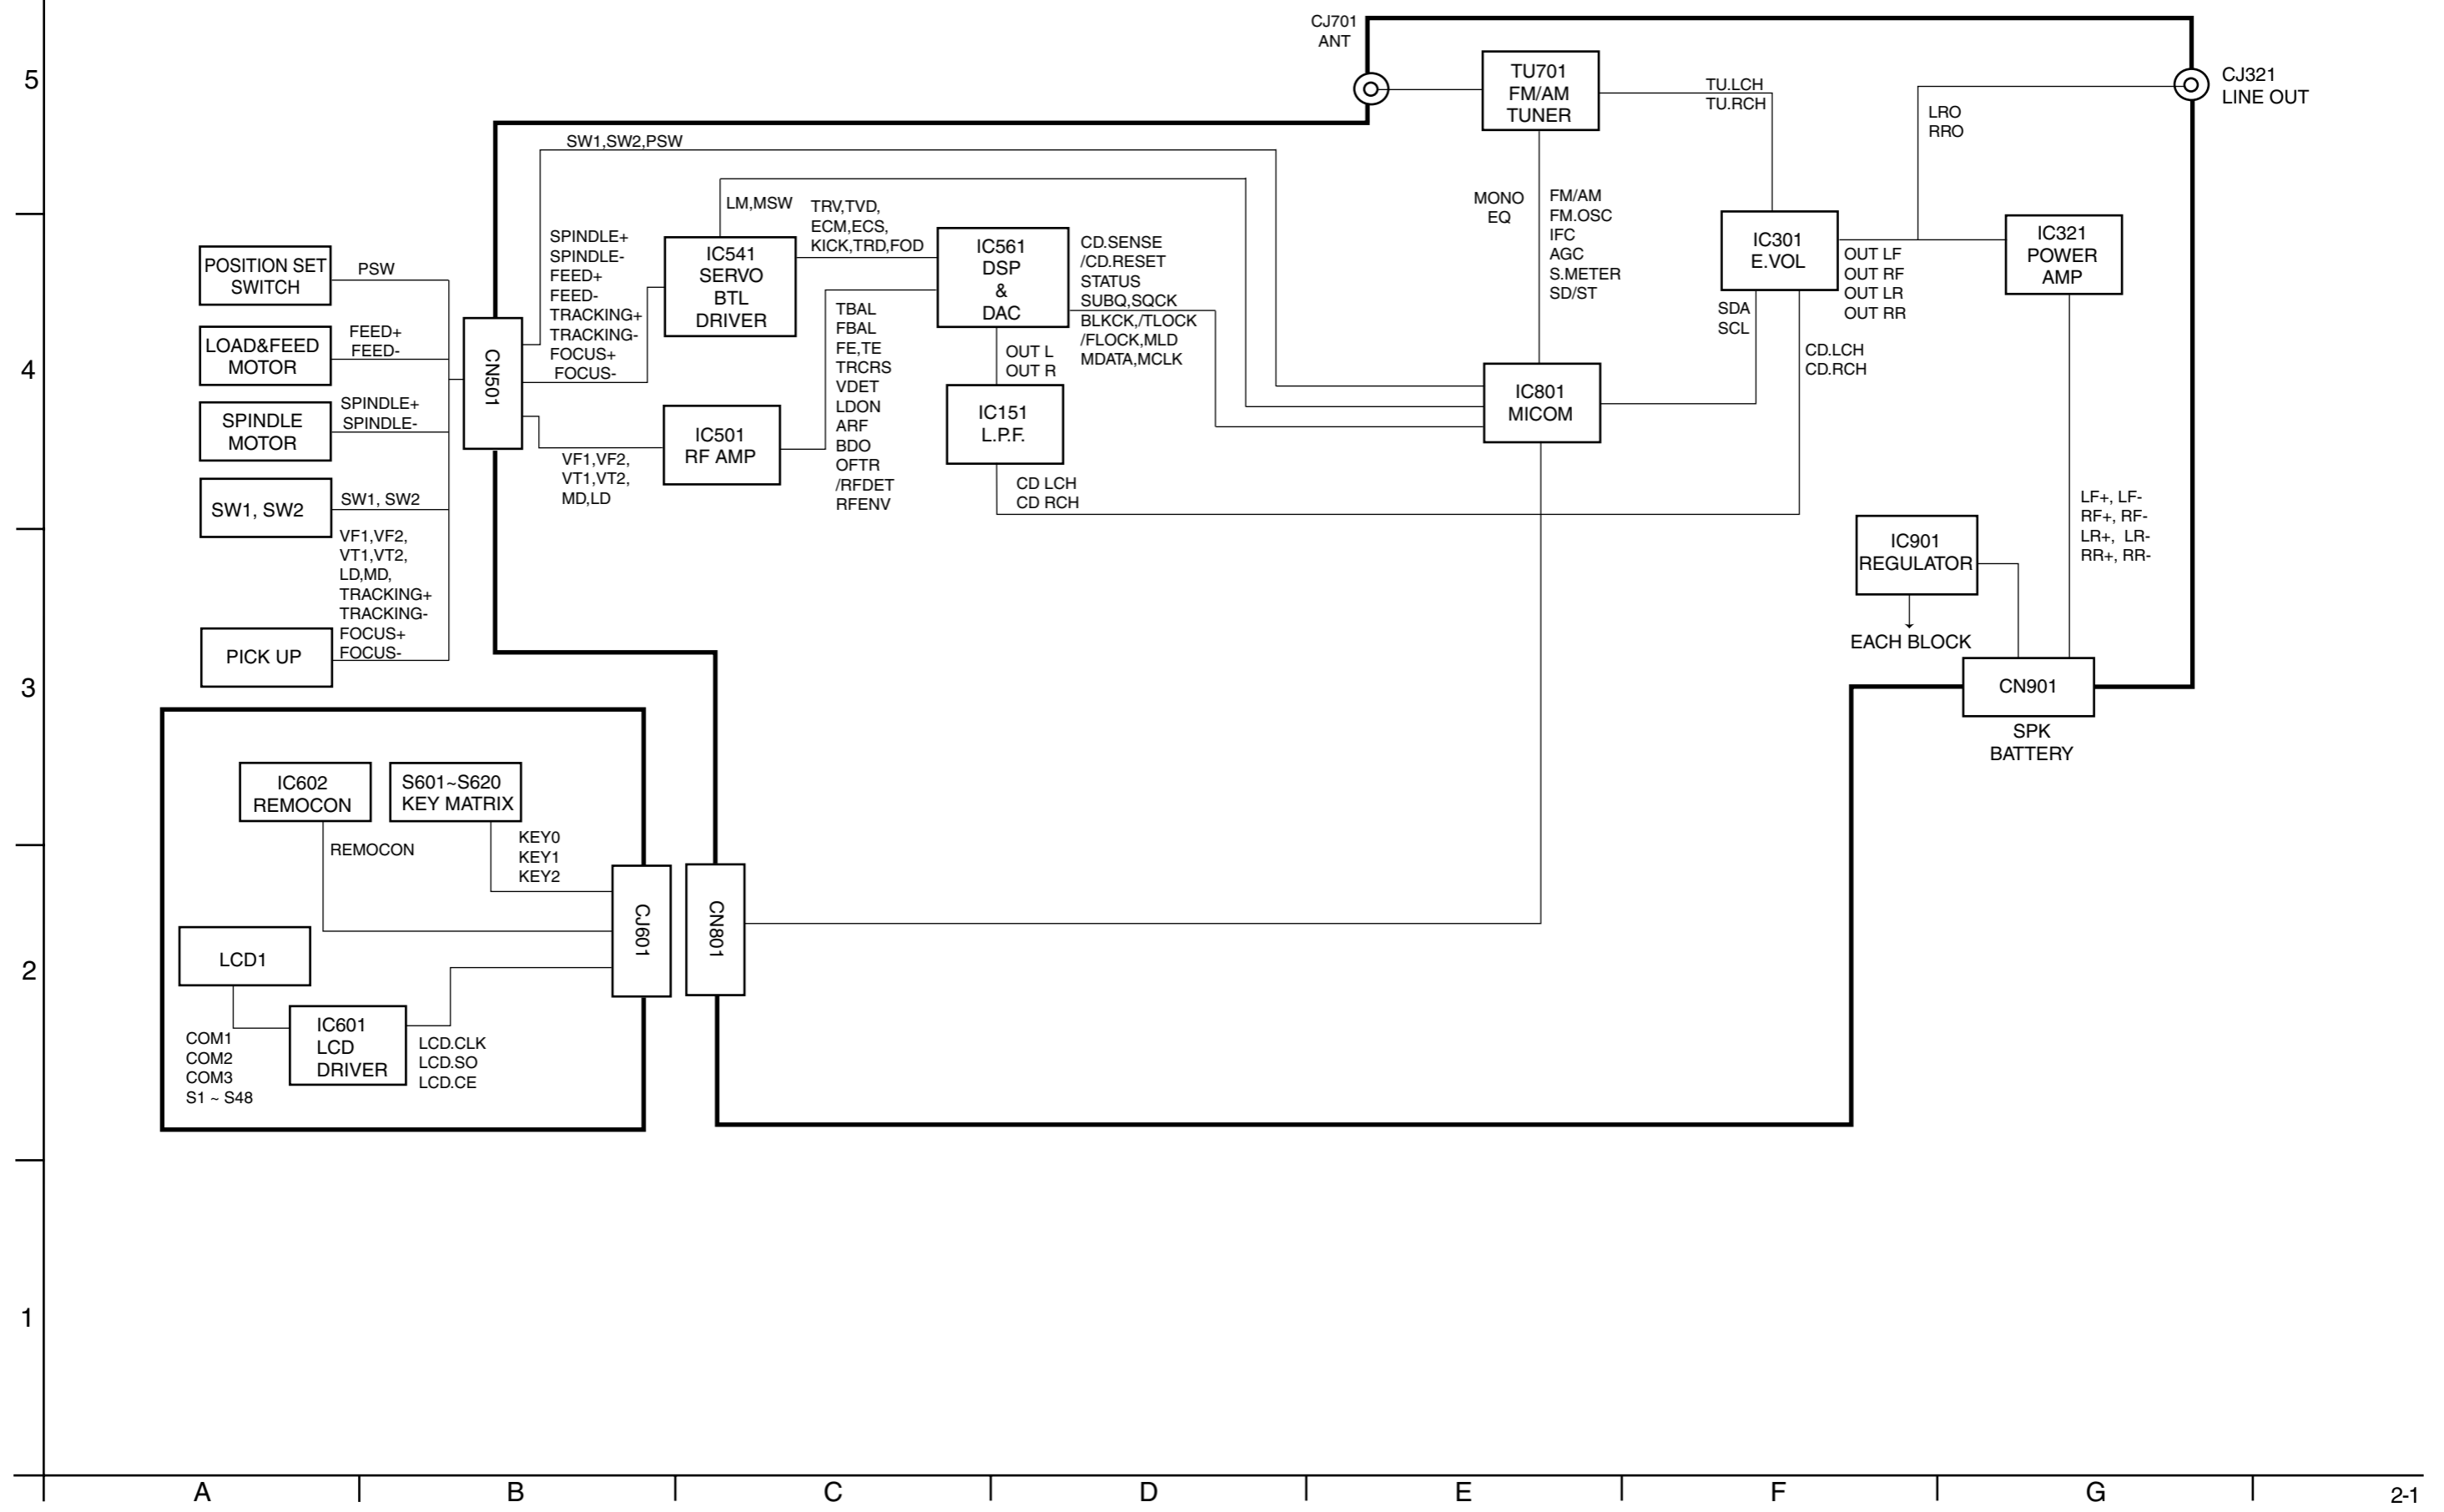 5
4
3
2
1
CJ701
ANT
TU701
FM/AM
TUNER
TU.LCH
TU.RCH
CJ321
LINE OUT
LRO
RRO
SW1,SW2,PSW
LM,MSW
TRV,TVD,
ECM,ECS,
KICK,TRD,FOD
MONO
EQ
FM/AM
FM.OSC
IFC
AGC
S.METER
SD/ST
POSITION SET
SWITCH
PSW
LOAD&FEED
MOTOR
FEED+
FEED-
SPINDLE
MOTOR
SPINDLE+
SPINDLE-
SW1, SW2
SW1, SW2
VF1,VF2,
VT1,VT2,
LD,MD,
TRACKING+
TRACKING-
FOCUS+
FOCUS-
PICK UP
CN501
SPINDLE+
SPINDLE-
FEED+
FEED-
TRACKING+
TRACKING-
FOCUS+
FOCUS-
IC541
SERVO
BTL
DRIVER
VF1,VF2,
VT1,VT2,
MD,LD
IC501
RF AMP
TBAL
FBAL
FE,TE
TRCRS
VDET
LDON
ARF
BDO
OFTR
/RFDET
RFENV
IC561
DSP
&
DAC
OUT L
OUT R
IC151
L.P.F.
CD LCH
CD RCH
CD.SENSE
/CD.RESET
STATUS
SUBQ,SQCK
BLKCK,/TLOCK
/FLOCK,MLD
MDATA,MCLK
IC801
MICOM
IC301
E.VOL
SDA
SCL
CD.LCH
CD.RCH
OUT LF
OUT RF
OUT LR
OUT RR
IC321
POWER
AMP
LF+, LF-
RF+, RF-
LR+, LR-
RR+, RR-
IC901
REGULATOR
EACH BLOCK
CN901
SPK
BATTERY
IC602
REMOCON
S601~S620
KEY MATRIX
REMOCON
KEY0
KEY1
KEY2
CJ601
CN801
LCD1
IC601
LCD
DRIVER
COM1
COM2
COM3
S1 ~ S48
LCD.CLK
LCD.SO
LCD.CE
A
B
C
D
E
F
G
2-1